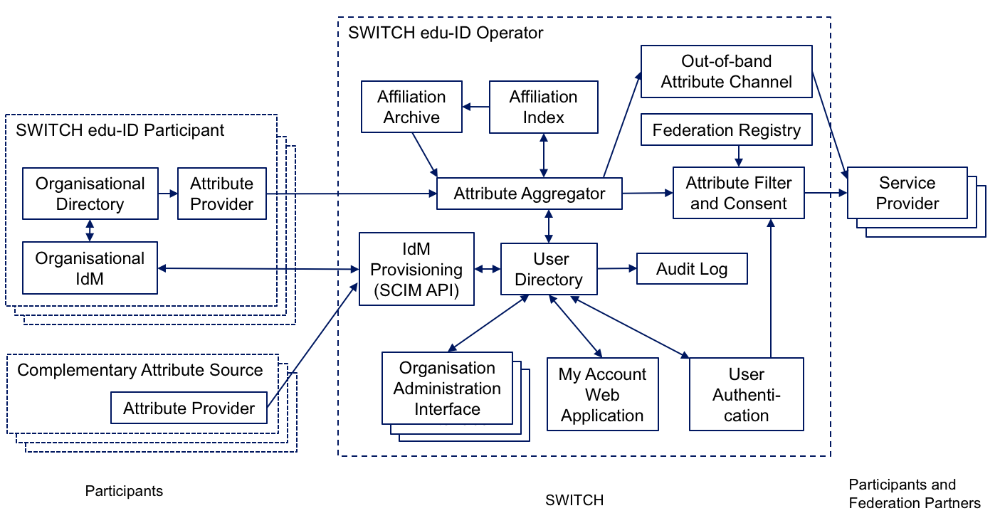 SWITCH edu-ID Operator
Out-of-band
Attribute Channel
Affiliation
Archive
Affiliation
Index
Federation Registry
SWITCH edu-ID Participant
Organisational
Directory
Attribute
Provider
Attribute Aggregator
Attribute Filter
and Consent
Service
Provider
Organisational
IdM
IdM
Provisioning
(SCIM API)
User
Directory
Audit Log
Complementary Attribute Source
Attribute Provider
Organisation
Administration
Interface
My Account
Web
Application
User
Authenti-
cation
Participants
SWITCH
Participants and
Federation Partners